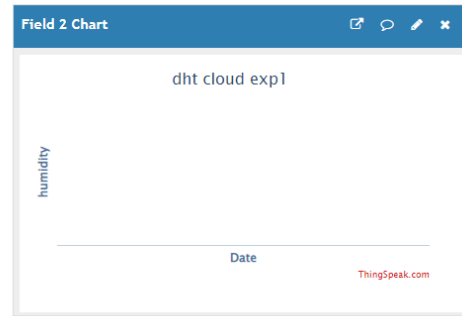 Field 2 Chart
dht cloud exp1
humidity
Date
ThingSpeak.com